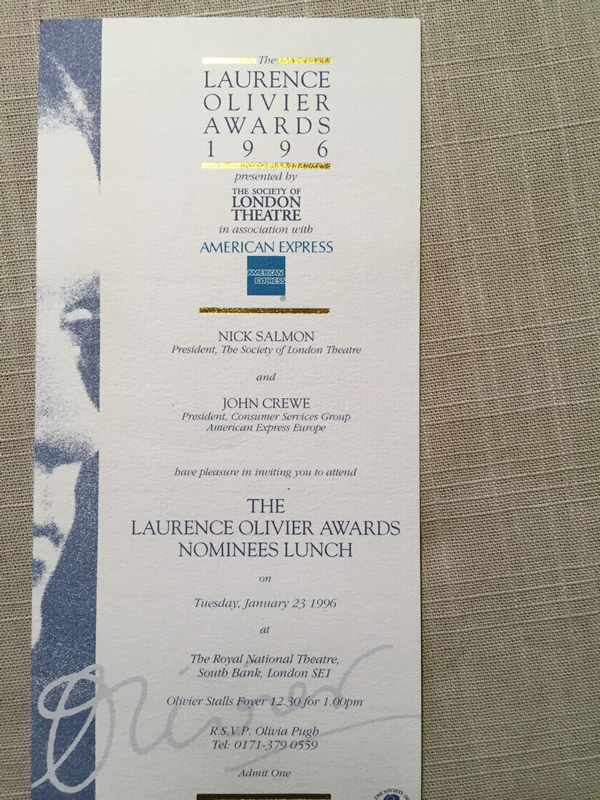 The
LAURENCE
OLIVIER
AWARDS
1996
presented by
THE SOCIETY OF
LONDON
THEATRE
in association with
AMERICAN EXPRESS
AMERICAN
EXPRESS
®
NICK SALMON
President, The Society of London Theatre
and
JOHN CREWE
President, Consumer Services Group
American Express Europe
have pleasure in inviting you to attend
THE
LAURENCE OLIVIER AWARDS
NOMINEES LUNCH
on
Tuesday, January 23 1996
at
The Royal National Theatre,
South Bank, London SE1
Olivier Stalls Foyer 12.30 for 1.00pm
R.S.V.P. Olivia Pugh
Tel: 0171-379 0559
Admit One
Olivier
THE SOCIETY OF